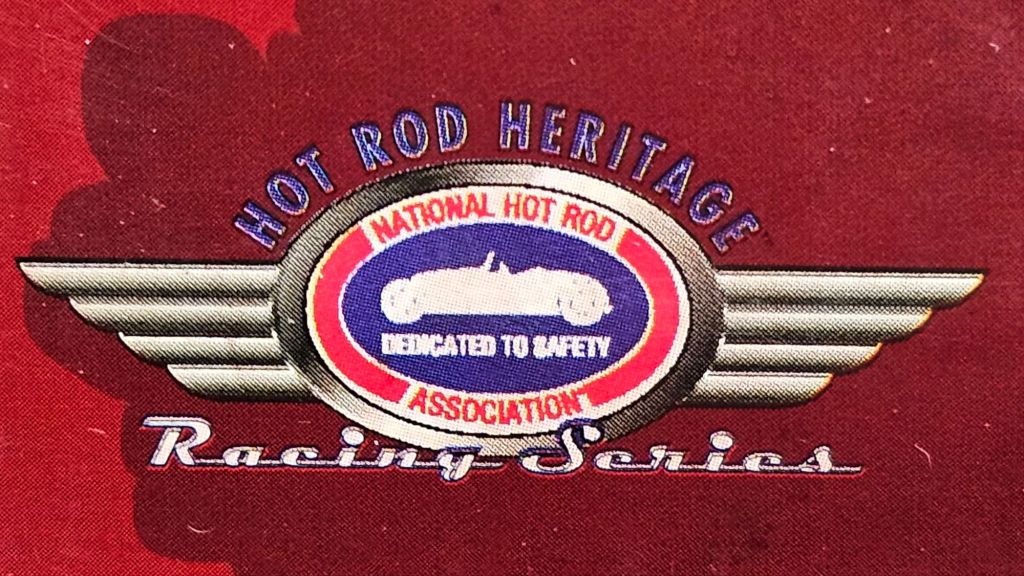 HOT ROD HERITAGE
NATIONAL HOT ROD
DEDICATED TO SAFETY
ASSOCIATION
Racing Series